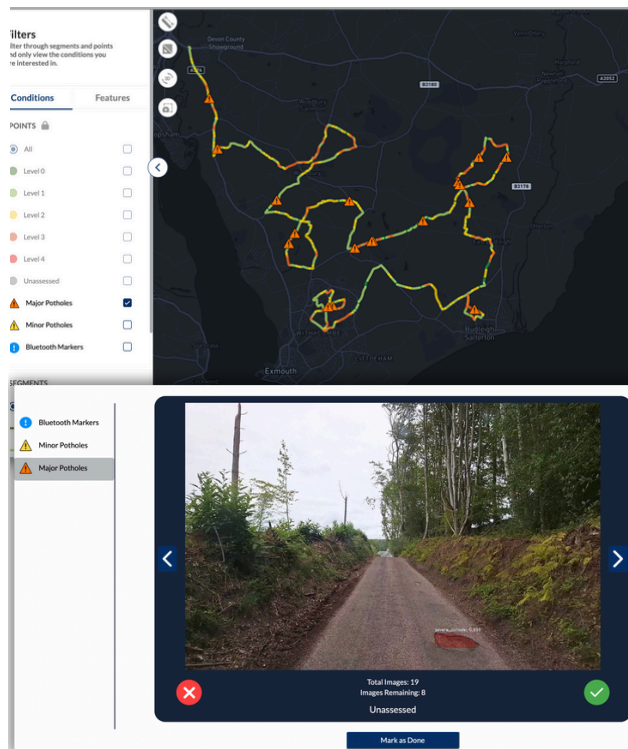 ilters
ilter through segments and points
nd only view the conditions you
re interested in.
Conditions
Features
POINTS
All
Level 0
Level 1
Level 2
Level 3
Level 4
Unassessed
Major Potholes
Minor Potholes
Bluetooth Markers
SEGMENTS
Devon County
Showground
A376
B3180
A3052
B3178
Budleigh
Salterton
Exmouth
Bluetooth Markers
Minor Potholes
Major Potholes
Total Images: 19
Images Remaining: 8
Unassessed
Mark as Done